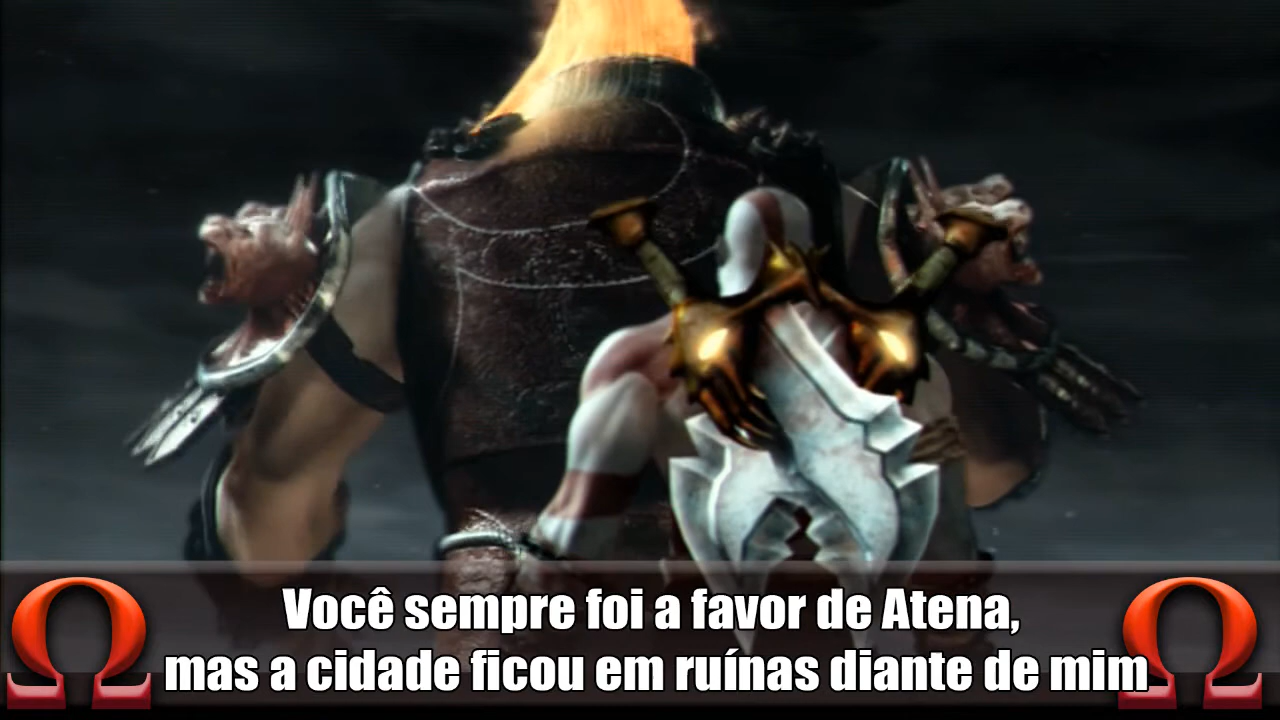 Você sempre foi a favor de Atena,
mas a cidade ficou em ruínas diante de mim